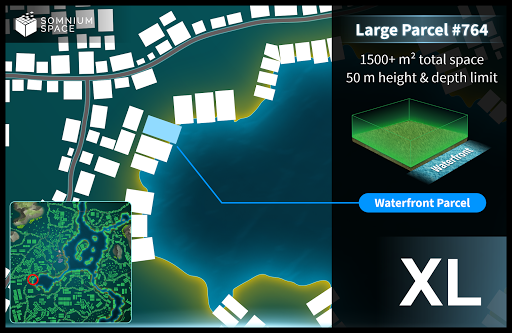 SOMNIUM
SPACE
Large Parcel #764
1500+ m² total space
50 m height & depth limit
Waterfront
Waterfront Parcel
XL